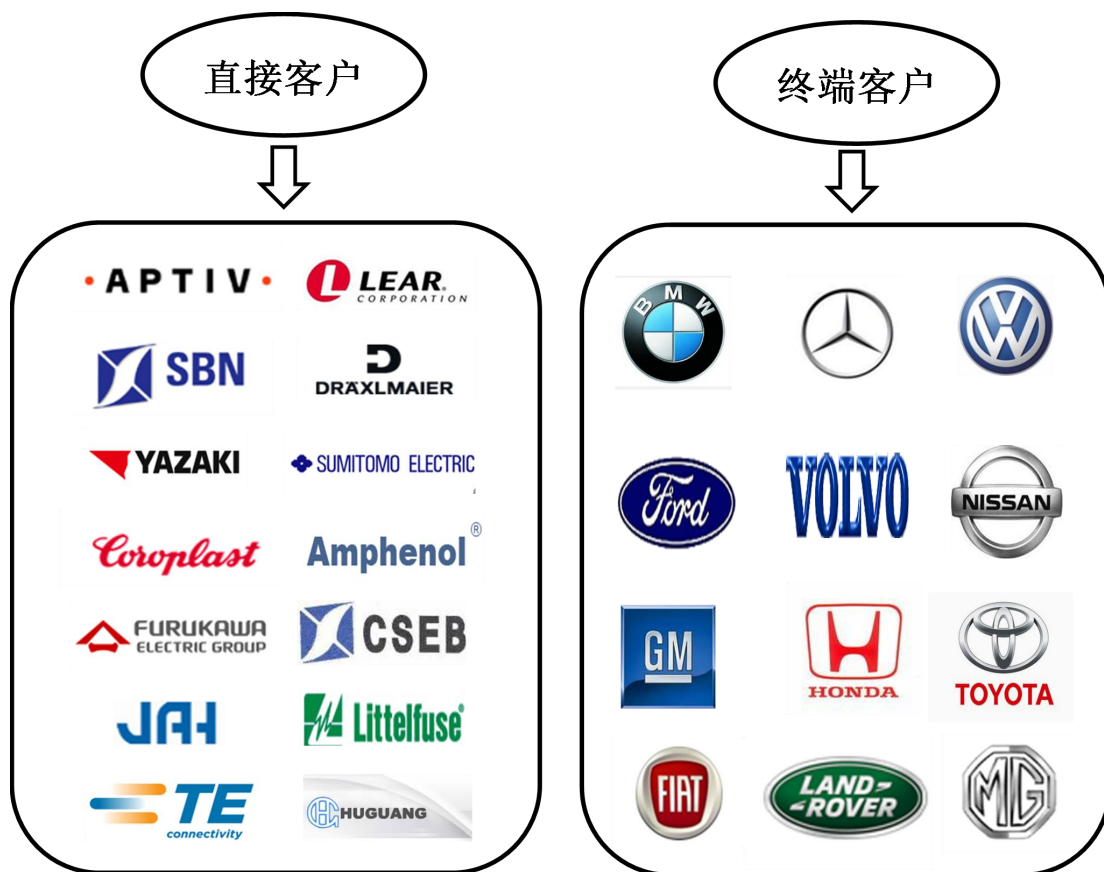 直接客户
终端客户
APTIV
LEAR®
CORPORATION
SBN
DRÄXLMAIER
YAZAKI
SUMITOMO ELECTRIC
Coroplast
Amphenol®
FURUKAWA
ELECTRIC GROUP
CSEB
JAH
Littelfuse®
TE
connectivity
HUGUANG
BMW
VW
Ford
VOLVO
NISSAN
GM
HONDA
TOYOTA
FIAT
LAND-
-ROVER
MG